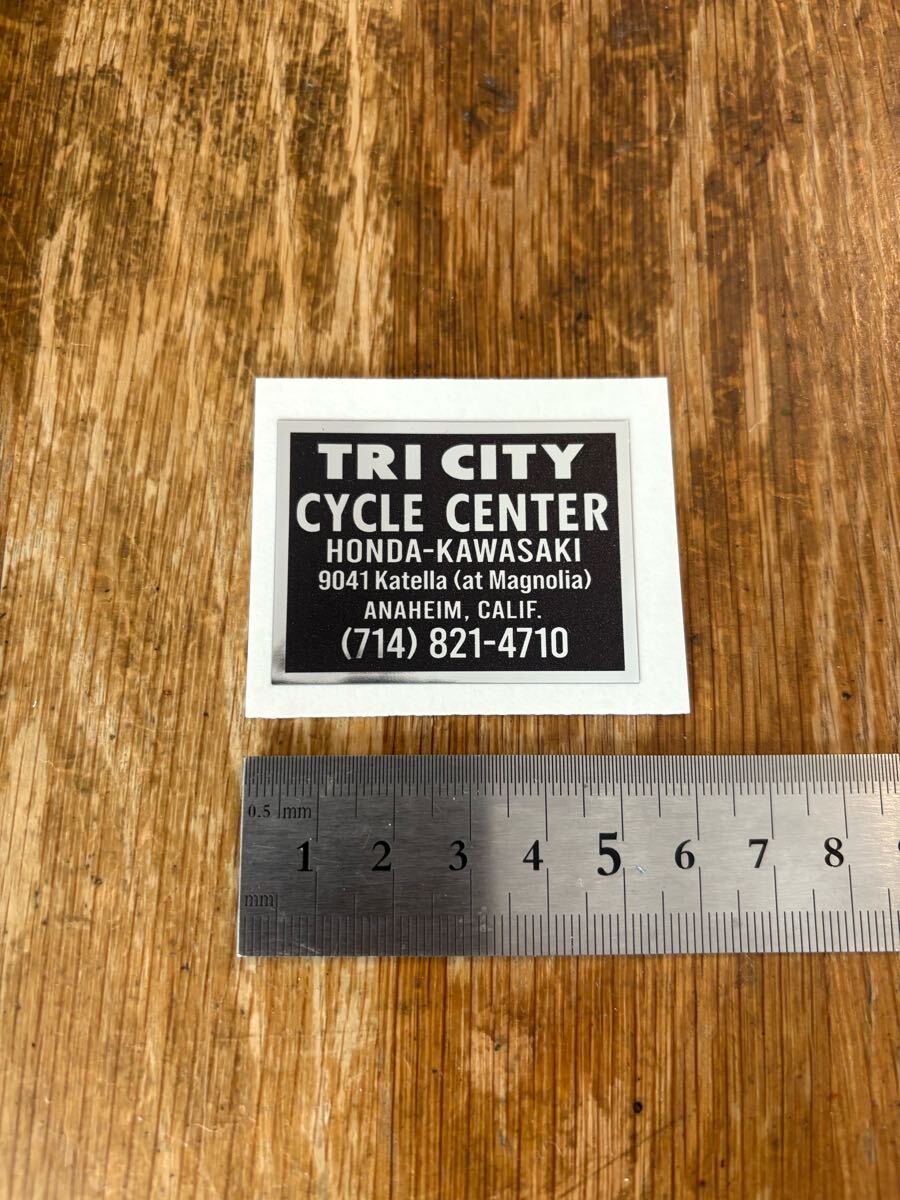 TRI CITY
CYCLE CENTER
HONDA-KAWASAKI
9041 Katella (at Magnolia)
ANAHEIM, CALIF.
(714) 821-4710
0.5 1mm
1 2 3 4 5 6 7 8
mm